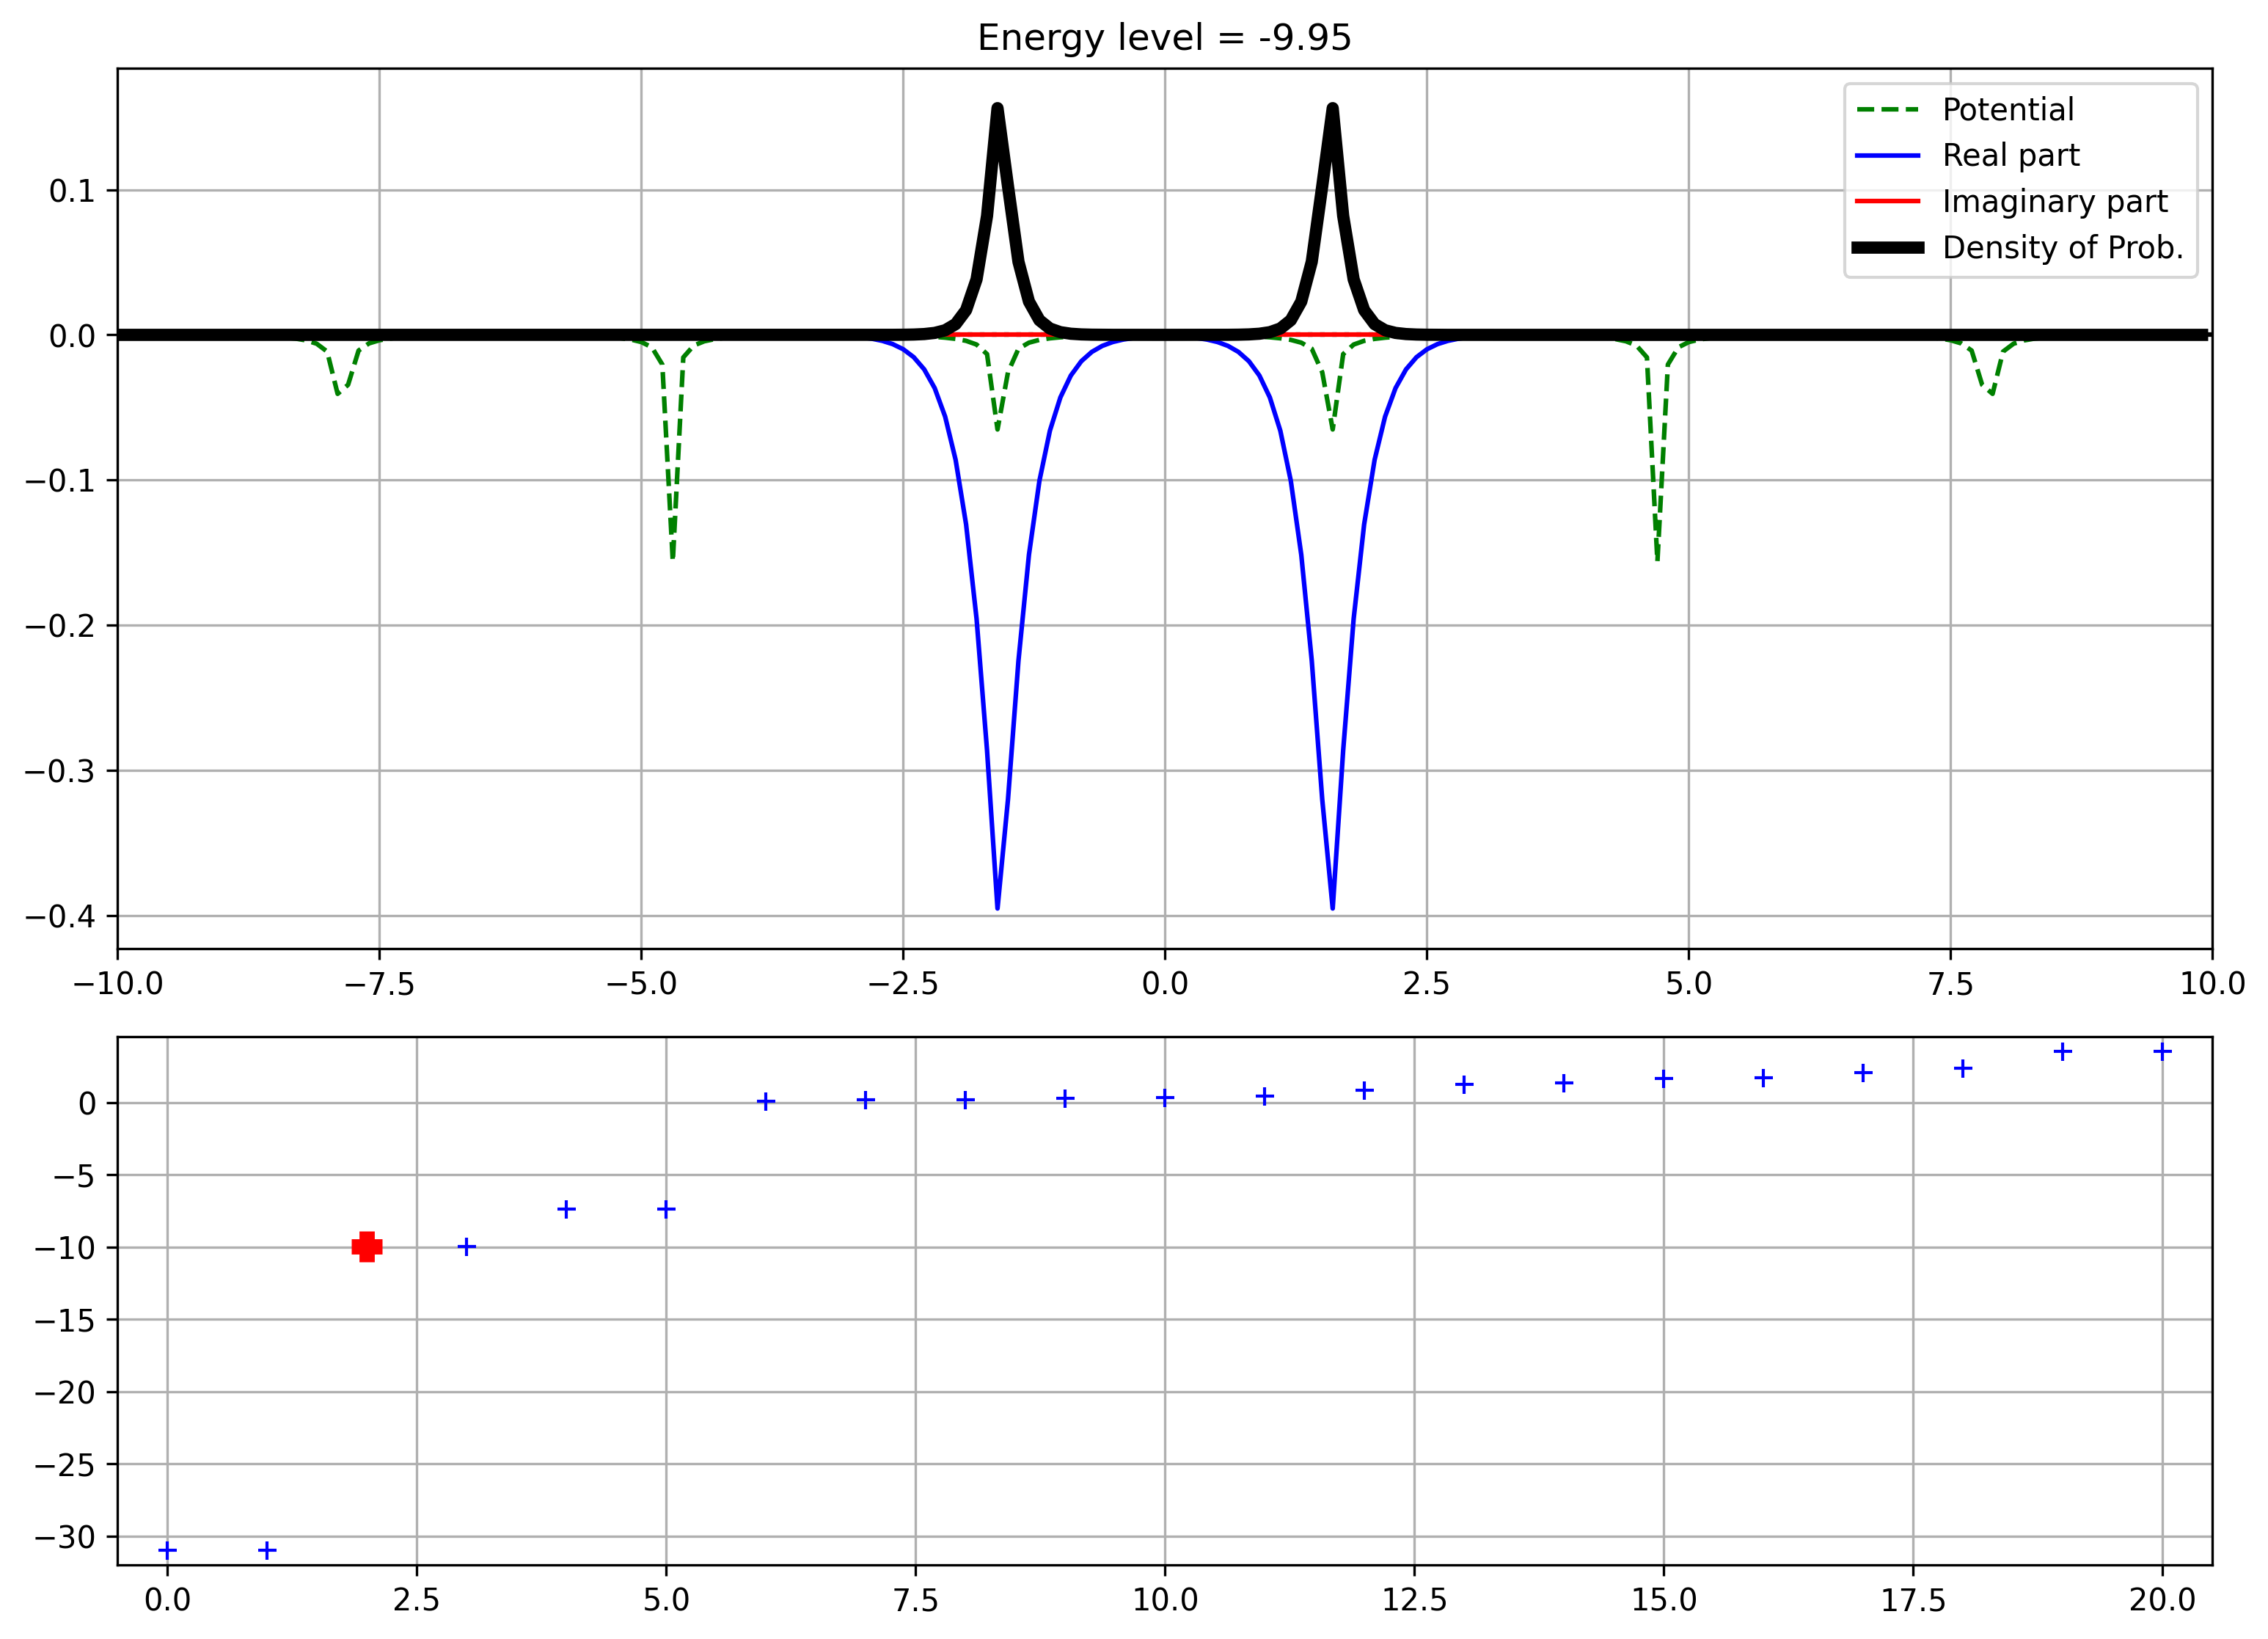 Energy level = -9.95
Potential
Real part
Imaginary part
Density of Prob.
0.1
0.0
−0.1
−0.2
−0.3
−0.4
−10.0 −7.5 −5.0 −2.5 0.0 2.5 5.0 7.5 10.0
0
−5
−10
−15
−20
−25
−30
0.0 2.5 5.0 7.5 10.0 12.5 15.0 17.5 20.0